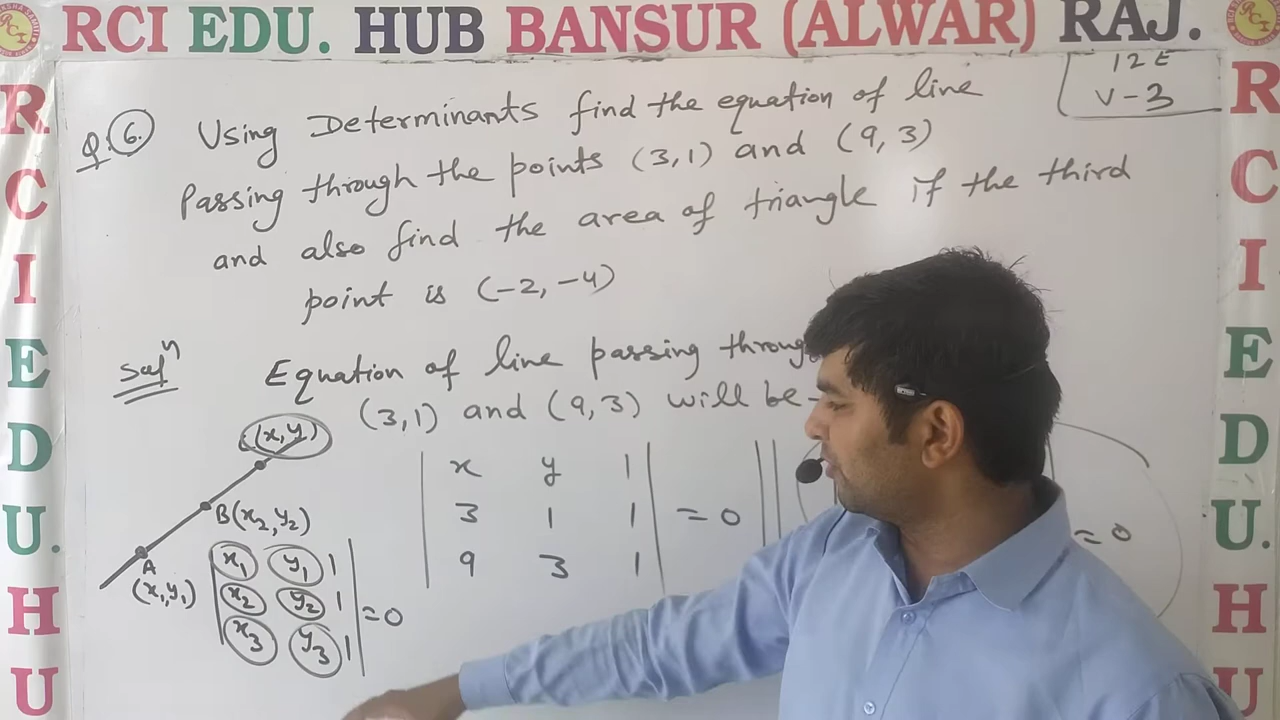 RCI EDU. HUB BANSUR (ALWAR) RAJ.
R
C
I
E
D
U.
H
U
12E
V-3
Q.6. Using Determinants find the equation of line
Passing through the points (3,1) and (9,3)
and also find the area of triangle if the third
point is (-2,-4)
Solⁿ
Equation of line passing throug
(3,1) and (9,3) will be-
(x,y)
B(x₂,y₂)
A
(x₁,y₁)
x₁ y₁ 1
x₂ y₂ 1 =0
x₃ y₃ 1
x y 1
3 1 1 =0
9 3 1
=0
R
C
I
E
D
U.
H
U